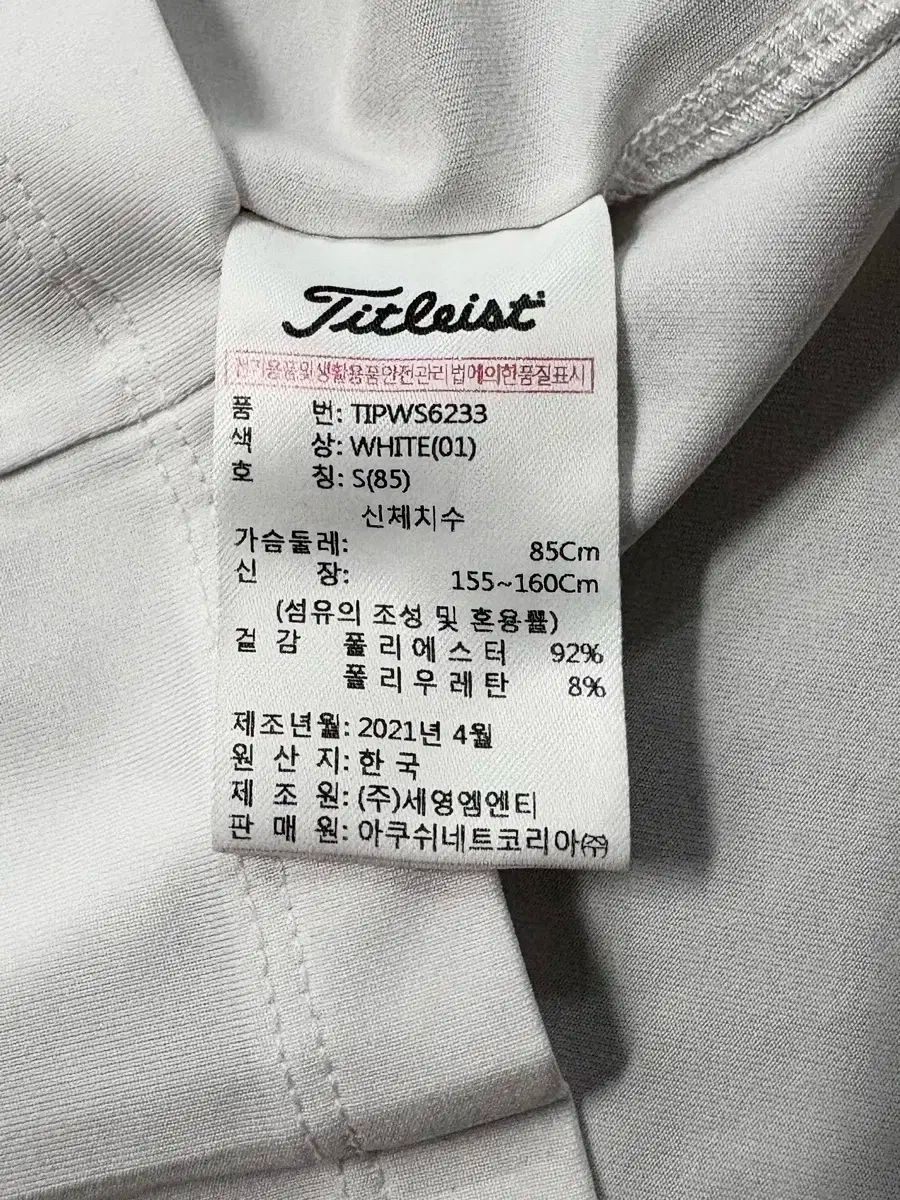 Titleist
전기용품및생활용품안전관리법에의한품질표시
품 번: TIPWS6233
색 상: WHITE(01)
호 칭: S(85)
신체치수
가슴둘레: 85Cm
신 장: 155~160Cm
(섬유의 조성 및 혼용률)
겉감 폴리에스터 92%
폴리우레탄 8%
제조년월: 2021년 4월
원 산 지: 한 국
제 조 원: (주)세영엠엔티
판 매 원: 아쿠쉬네트코리아㈜